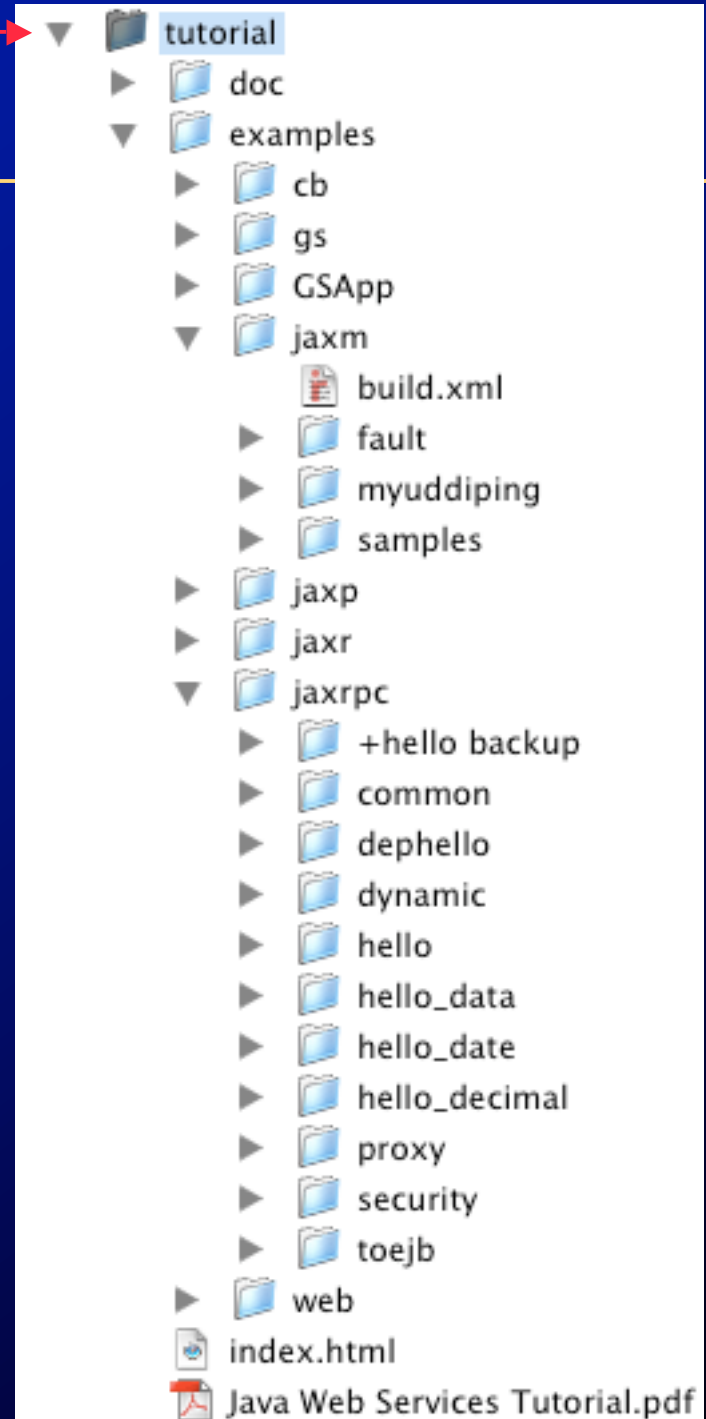 tutorial
doc
examples
cb
gs
GSApp
jaxm
build.xml
fault
myuddiping
samples
jaxp
jaxr
jaxrpc
+hello backup
common
dephello
dynamic
hello
hello_data
hello_date
hello_decimal
proxy
security
toejb
web
index.html
Java Web Services Tutorial.pdf